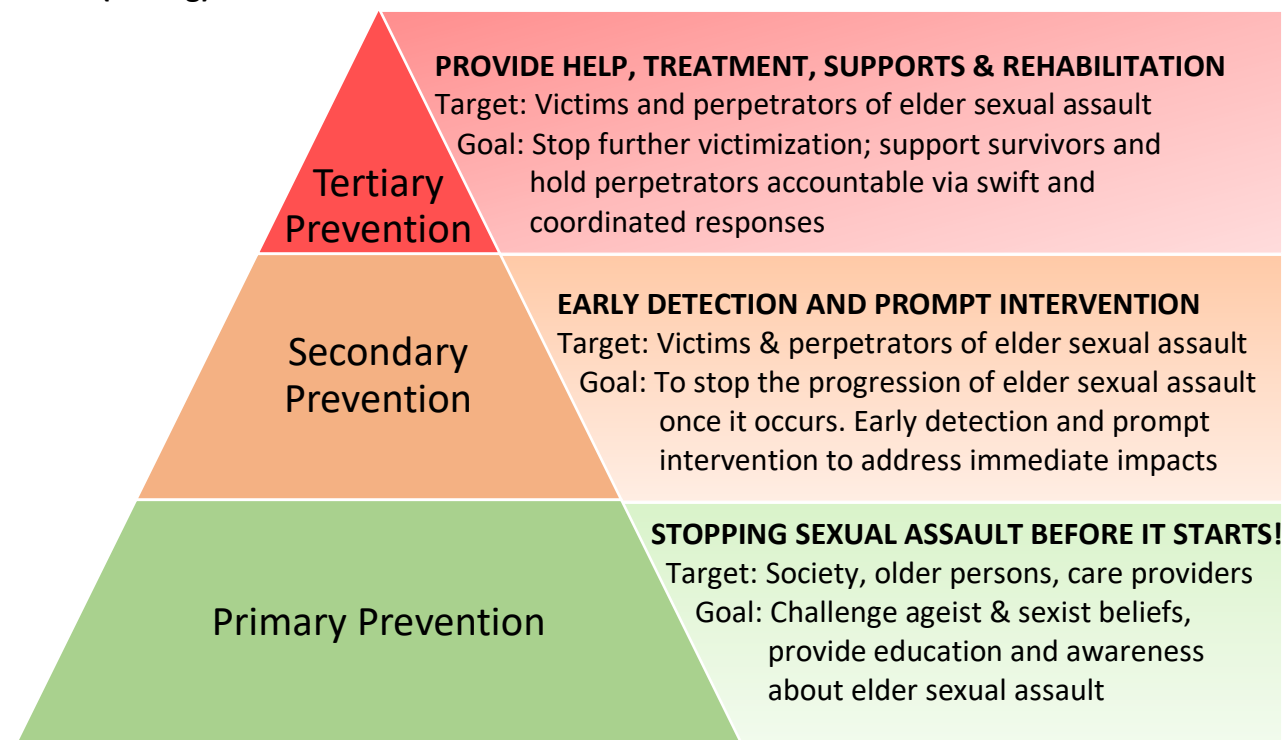 PROVIDE HELP, TREATMENT, SUPPORTS & REHABILITATION
Target: Victims and perpetrators of elder sexual assault
Goal: Stop further victimization; support survivors and
hold perpetrators accountable via swift and
coordinated responses
Tertiary
Prevention
EARLY DETECTION AND PROMPT INTERVENTION
Target: Victims & perpetrators of elder sexual assault
Goal: To stop the progression of elder sexual assault
once it occurs. Early detection and prompt
intervention to address immediate impacts
Secondary
Prevention
STOPPING SEXUAL ASSAULT BEFORE IT STARTS!
Target: Society, older persons, care providers
Goal: Challenge ageist & sexist beliefs,
provide education and awareness
about elder sexual assault
Primary Prevention